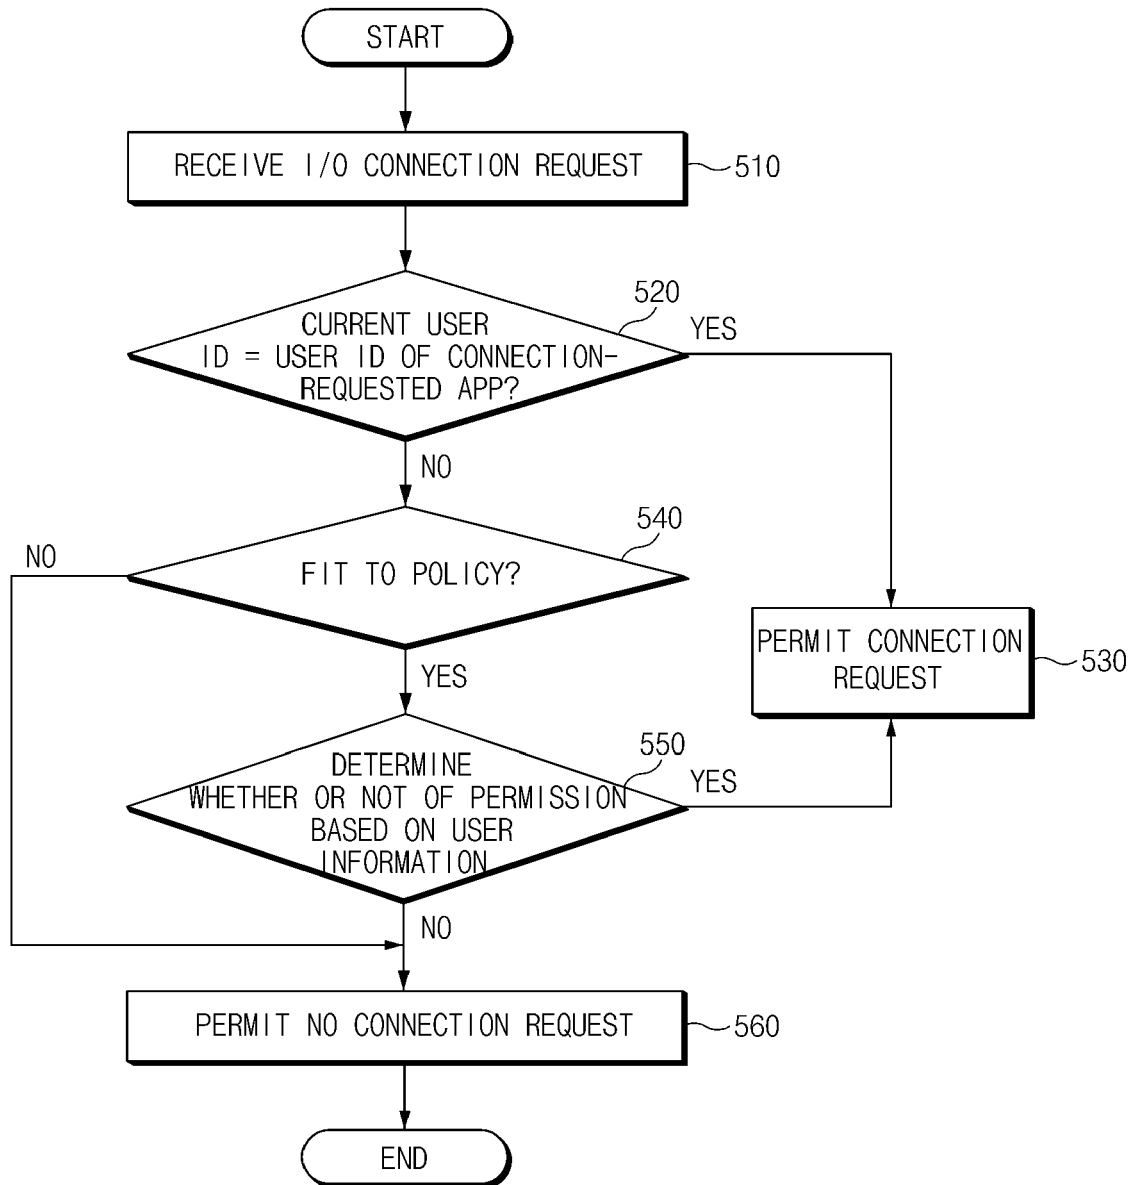 START
RECEIVE I/O CONNECTION REQUEST
510
520
CURRENT USER
ID = USER ID OF CONNECTION-
REQUESTED APP?
YES
NO
540
NO
FIT TO POLICY?
PERMIT CONNECTION
REQUEST
530
YES
550
DETERMINE
WHETHER OR NOT OF PERMISSION
BASED ON USER
INFORMATION
YES
NO
PERMIT NO CONNECTION REQUEST
560
END